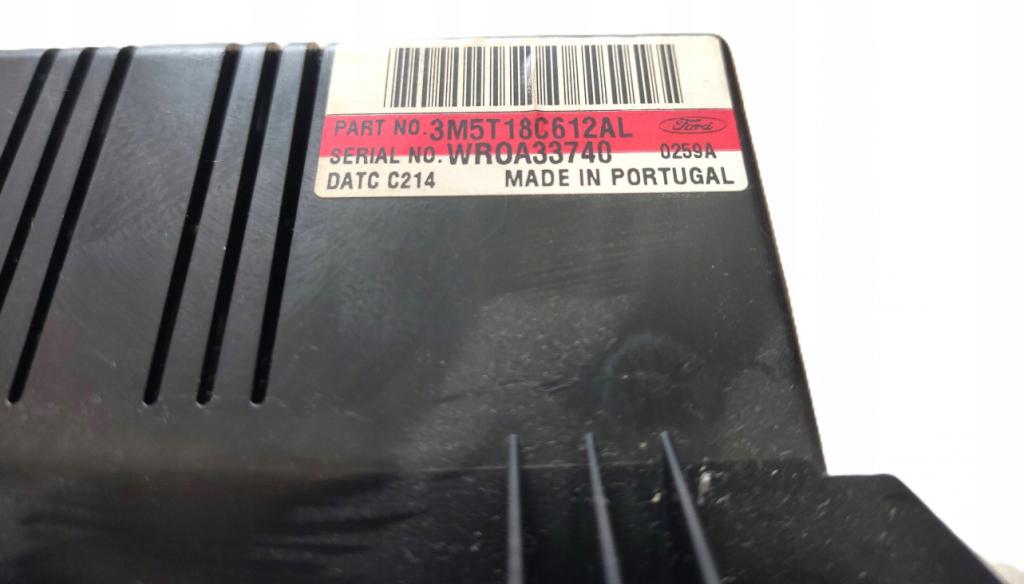 PART NO. 3M5T18C612AL Ford
SERIAL NO. WR0A33740 0259A
DATC C214 MADE IN PORTUGAL